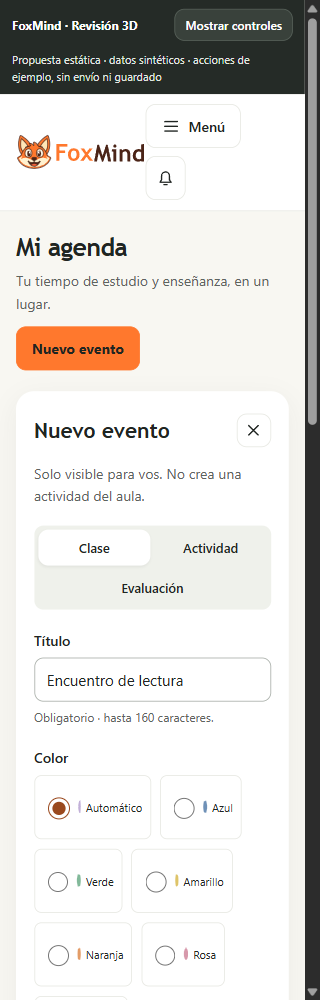 FoxMind · Revisión 3D
Mostrar controles
Propuesta estática · datos sintéticos · acciones de
ejemplo, sin envío ni guardado
FoxMind
Menú
Mi agenda
Tu tiempo de estudio y enseñanza, en un
lugar.
Nuevo evento
Nuevo evento
Solo visible para vos. No crea una
actividad del aula.
Clase
Actividad
Evaluación
Título
Encuentro de lectura
Obligatorio · hasta 160 caracteres.
Color
Automático
Azul
Verde
Amarillo
Naranja
Rosa